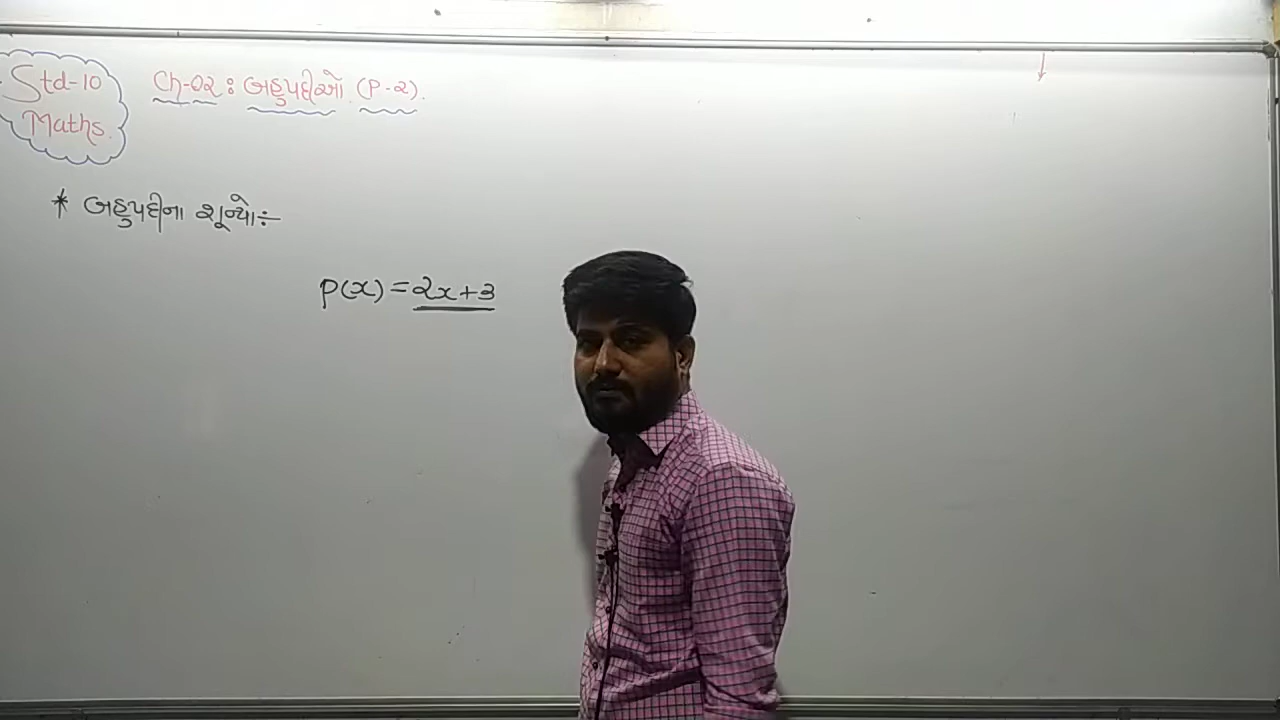 Std-10
Maths.
Ch-02 : બહુપદીઓ (P-2).
* બહુપદીના શૂન્યો :-
P(x) = 2x+3